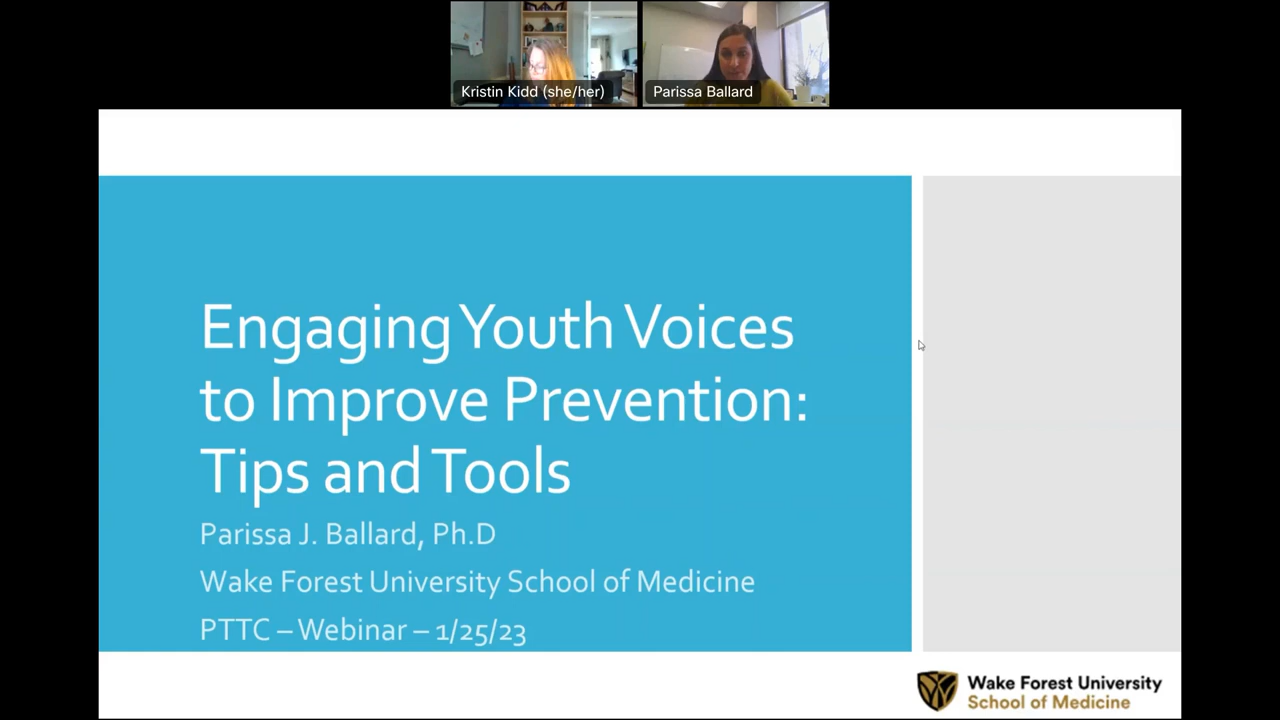 Kristin Kidd (she/her)
Parissa Ballard
Engaging Youth Voices
to Improve Prevention:
Tips and Tools
Parissa J. Ballard, Ph.D
Wake Forest University School of Medicine
PTTC – Webinar – 1/25/23
Wake Forest University
School of Medicine